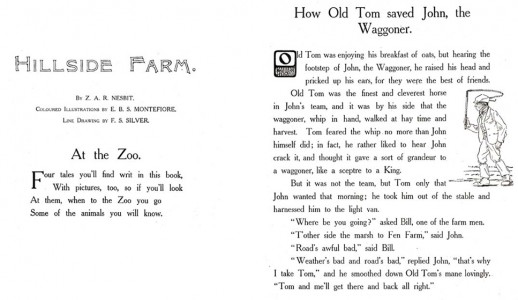 HILLSIDE FARM.
BY Z. A. R. NESBIT,
COLOURED ILLUSTRATIONS BY E. B. S. MONTEFIORE,
LINE DRAWING BY F. S. SILVER.
At the Zoo.
Four tales you'll find writ in this book,
With pictures, too, so if you'll look
At them, when to the Zoo you go
Some of the animals you will know.
How Old Tom saved John, the
Waggoner.
Old Tom was enjoying his breakfast of oats, but hearing the
footstep of John, the Waggoner, he raised his head and
pricked up his ears, for they were the best of friends.
Old Tom was the finest and cleverest horse
in John's team, and it was by his side that the
waggoner, whip in hand, walked at hay time and
harvest. Tom feared the whip no more than John
himself did; in fact, he rather liked to hear John
crack it, and thought it gave a sort of grandeur to
a waggoner, like a sceptre to a King.
But it was not the team, but Tom only that
John wanted that morning; he took him out of the stable and
harnessed him to the light van.
"Where be you going?" asked Bill, one of the farm men.
"T'other side the marsh to Fen Farm," said John.
"Road's awful bad," said Bill.
"Weather's bad and road's bad," replied John, "that's why
I take Tom," and he smoothed down Old Tom's mane lovingly.
"Tom and me'll get there and back all right."